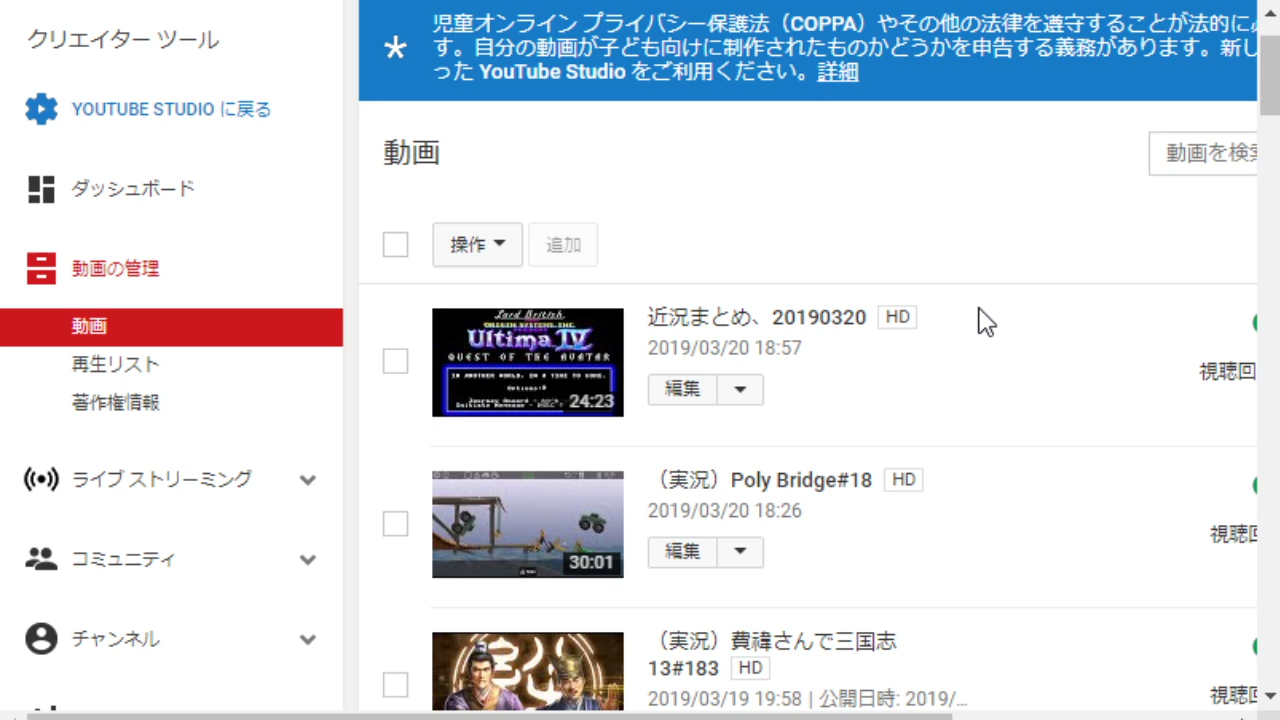 クリエイター ツール
YOUTUBE STUDIO に戻る
ダッシュボード
動画の管理
動画
再生リスト
著作権情報
ライブ ストリーミング
コミュニティ
チャンネル
児童オンライン プライバシー保護法（COPPA）やその他の法律を遵守することが法的に
す。自分の動画が子ども向けに制作されたものかどうかを申告する義務があります。新し
った YouTube Studio をご利用ください。詳細
動画
動画を検
操作
追加
Lord British
ORIGIN SYSTEMS, INC.
Ultima IV
QUEST OF THE AVATAR
IN ANOTHER WORLD, IN A TIME TO COME.
Options:
Journey Onward
24:23
近況まとめ、20190320 HD
2019/03/20 18:57
編集
視聴回
30:01
（実況）Poly Bridge#18 HD
2019/03/20 18:26
編集
視聴回
（実況）費禕さんで三国志
13#183 HD
2019/03/19 19:58 | 公開日時: 2019/...
視聴回